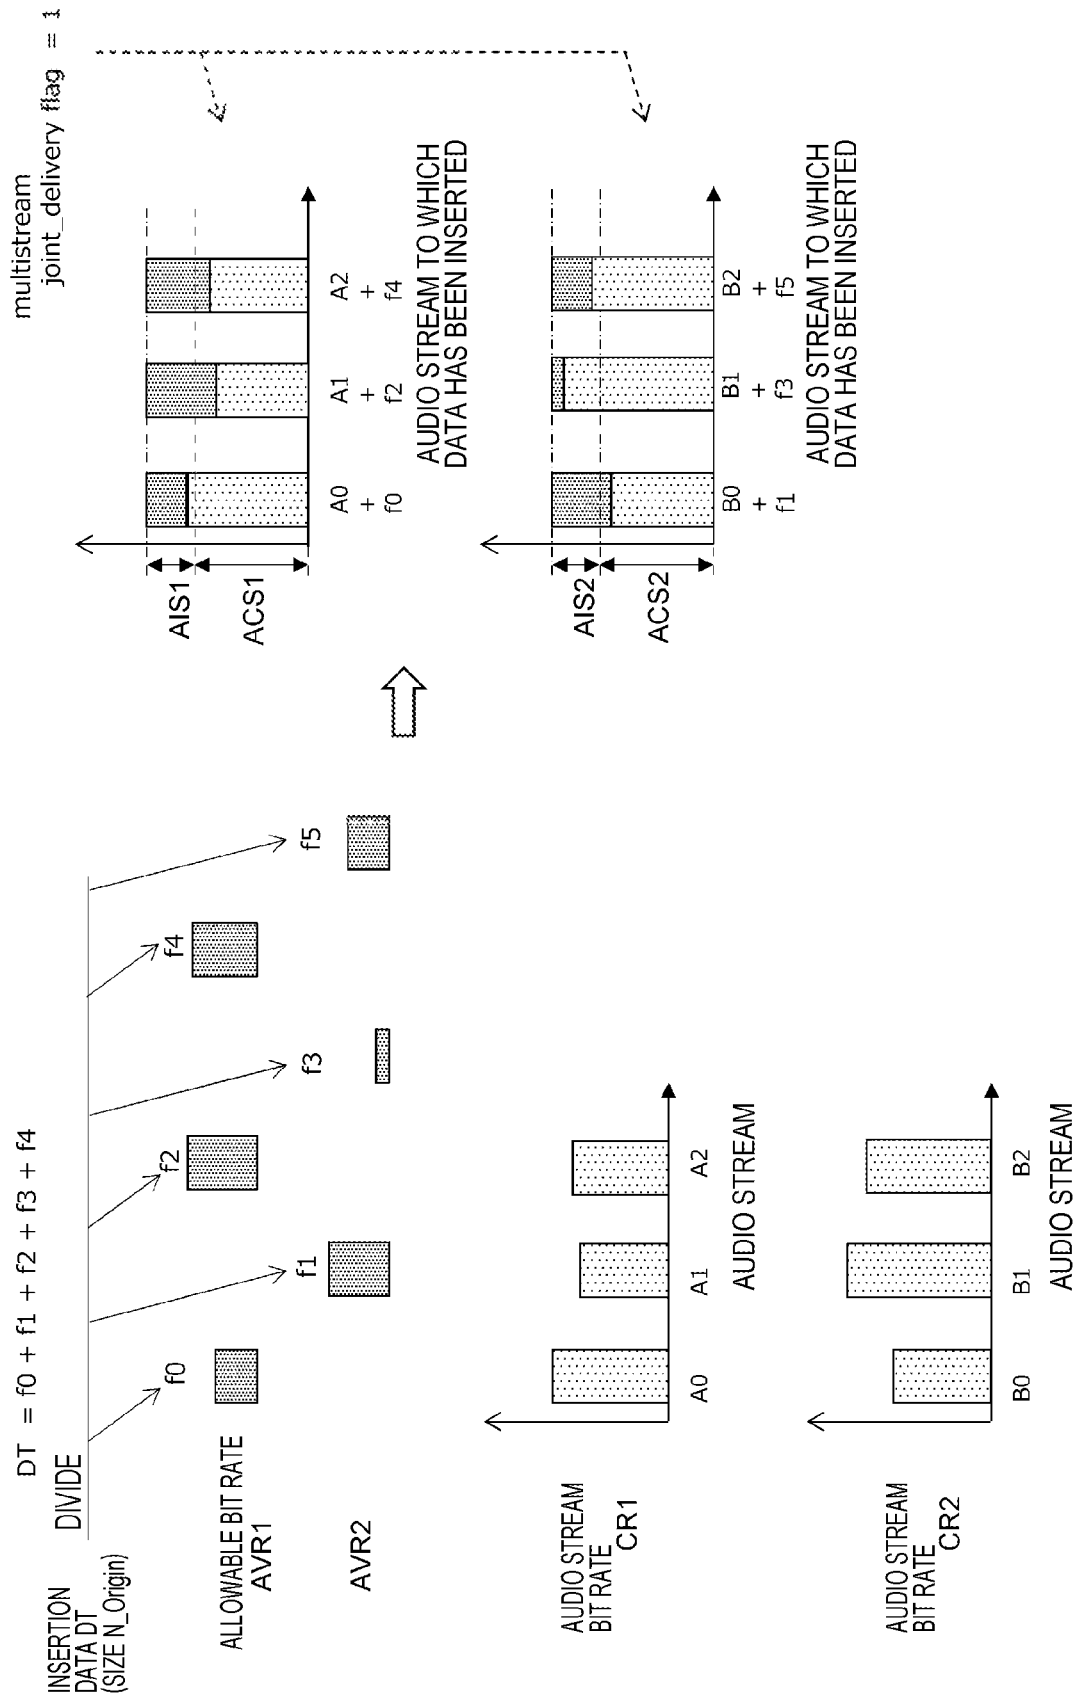 DT = f0 + f1 + f2 + f3 + f4
INSERTION
DATA DT
(SIZE N_Origin)
DIVIDE
ALLOWABLE BIT RATE
AVR1
f0
f2
f4
AVR2
f1
f3
f5
AUDIO STREAM
BIT RATE
CR1
A0
A1
A2
AUDIO STREAM
AUDIO STREAM
BIT RATE
CR2
B0
B1
B2
AUDIO STREAM
multistream
joint_delivery flag = 1
AIS1
ACS1
A0
+
f0
A1
+
f2
A2
+
f4
AUDIO STREAM TO WHICH
DATA HAS BEEN INSERTED
AIS2
ACS2
B0
+
f1
B1
+
f3
B2
+
f5
AUDIO STREAM TO WHICH
DATA HAS BEEN INSERTED